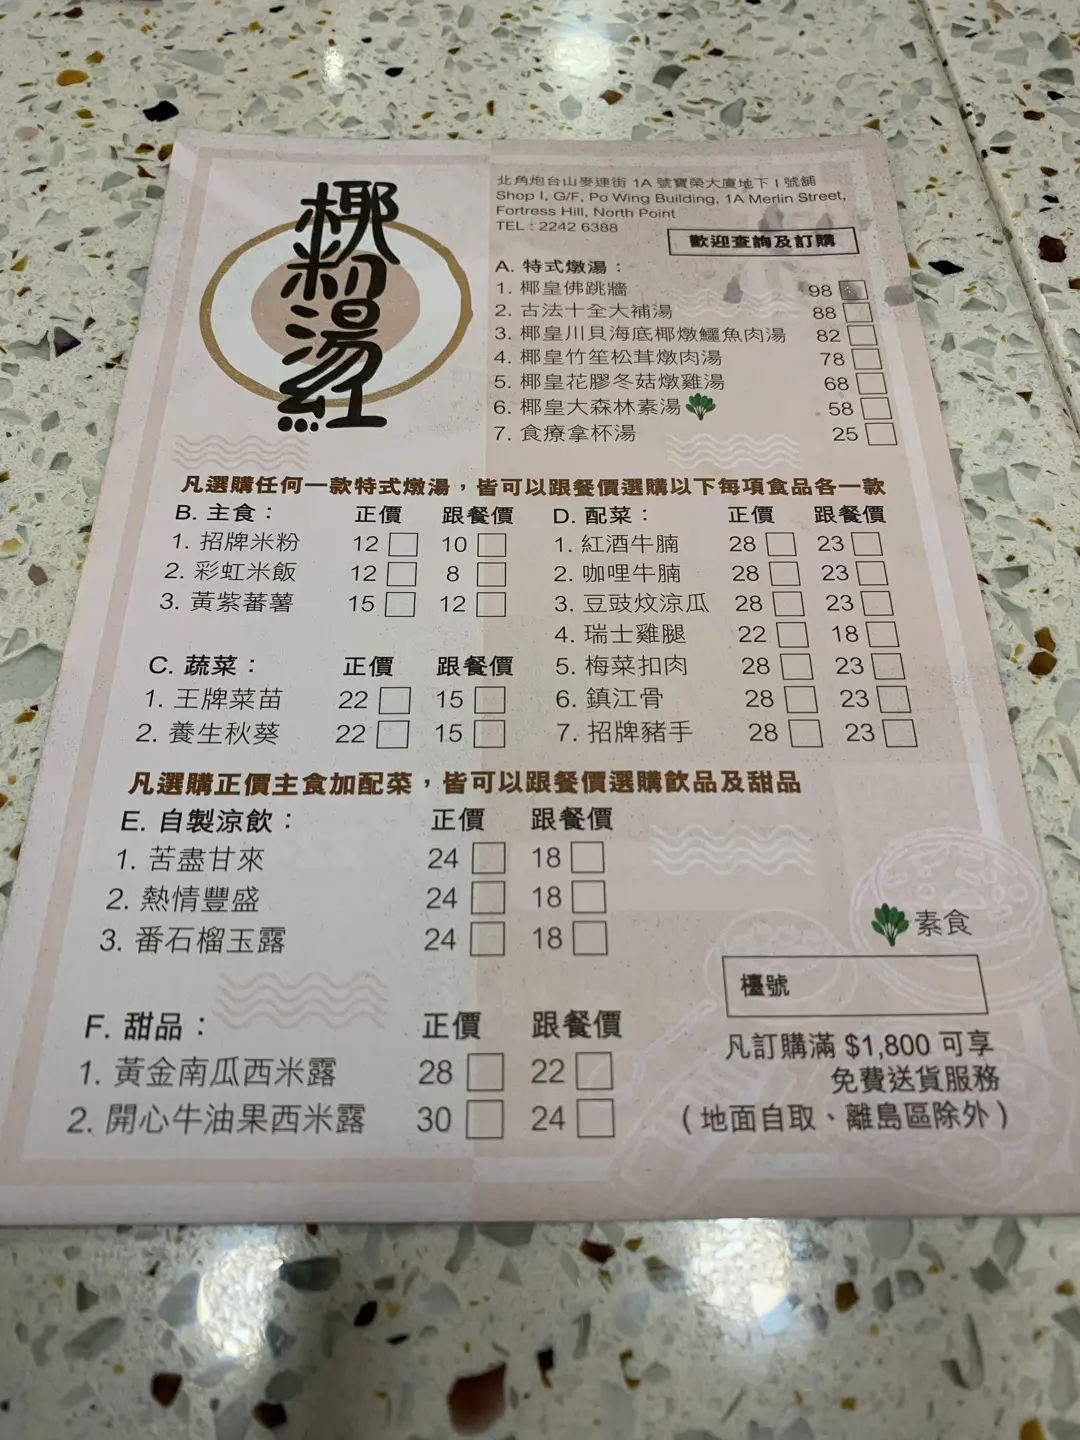 椰粉湯紅
北角炮台山麥連街 1A 號寶榮大廈地下 I 號舖
Shop I, G/F, Po Wing Building, 1A Merlin Street,
Fortress Hill, North Point
TEL : 2242 6388
歡迎查詢及訂購
A. 特式燉湯：
1. 椰皇佛跳牆 98
2. 古法十全大補湯 88
3. 椰皇川貝海底椰燉鱷魚肉湯 82
4. 椰皇竹笙松茸燉肉湯 78
5. 椰皇花膠冬菇燉雞湯 68
6. 椰皇大森林素湯 58
7. 食療拿杯湯 25
凡選購任何一款特式燉湯，皆可以跟餐價選購以下每項食品各一款
B. 主食： 正價 跟餐價
1. 招牌米粉 12 10
2. 彩虹米飯 12 8
3. 黃紫蕃薯 15 12
C. 蔬菜： 正價 跟餐價
1. 王牌菜苗 22 15
2. 養生秋葵 22 15
D. 配菜： 正價 跟餐價
1. 紅酒牛腩 28 23
2. 咖哩牛腩 28 23
3. 豆豉炆涼瓜 28 23
4. 瑞士雞腿 22 18
5. 梅菜扣肉 28 23
6. 鎮江骨 28 23
7. 招牌豬手 28 23
凡選購正價主食加配菜，皆可以跟餐價選購飲品及甜品
E. 自製涼飲： 正價 跟餐價
1. 苦盡甘來 24 18
2. 熱情豐盛 24 18
3. 番石榴玉露 24 18
F. 甜品： 正價 跟餐價
1. 黃金南瓜西米露 28 22
2. 開心牛油果西米露 30 24
素食
檯號
凡訂購滿 $1,800 可享
免費送貨服務
（地面自取、離島區除外）